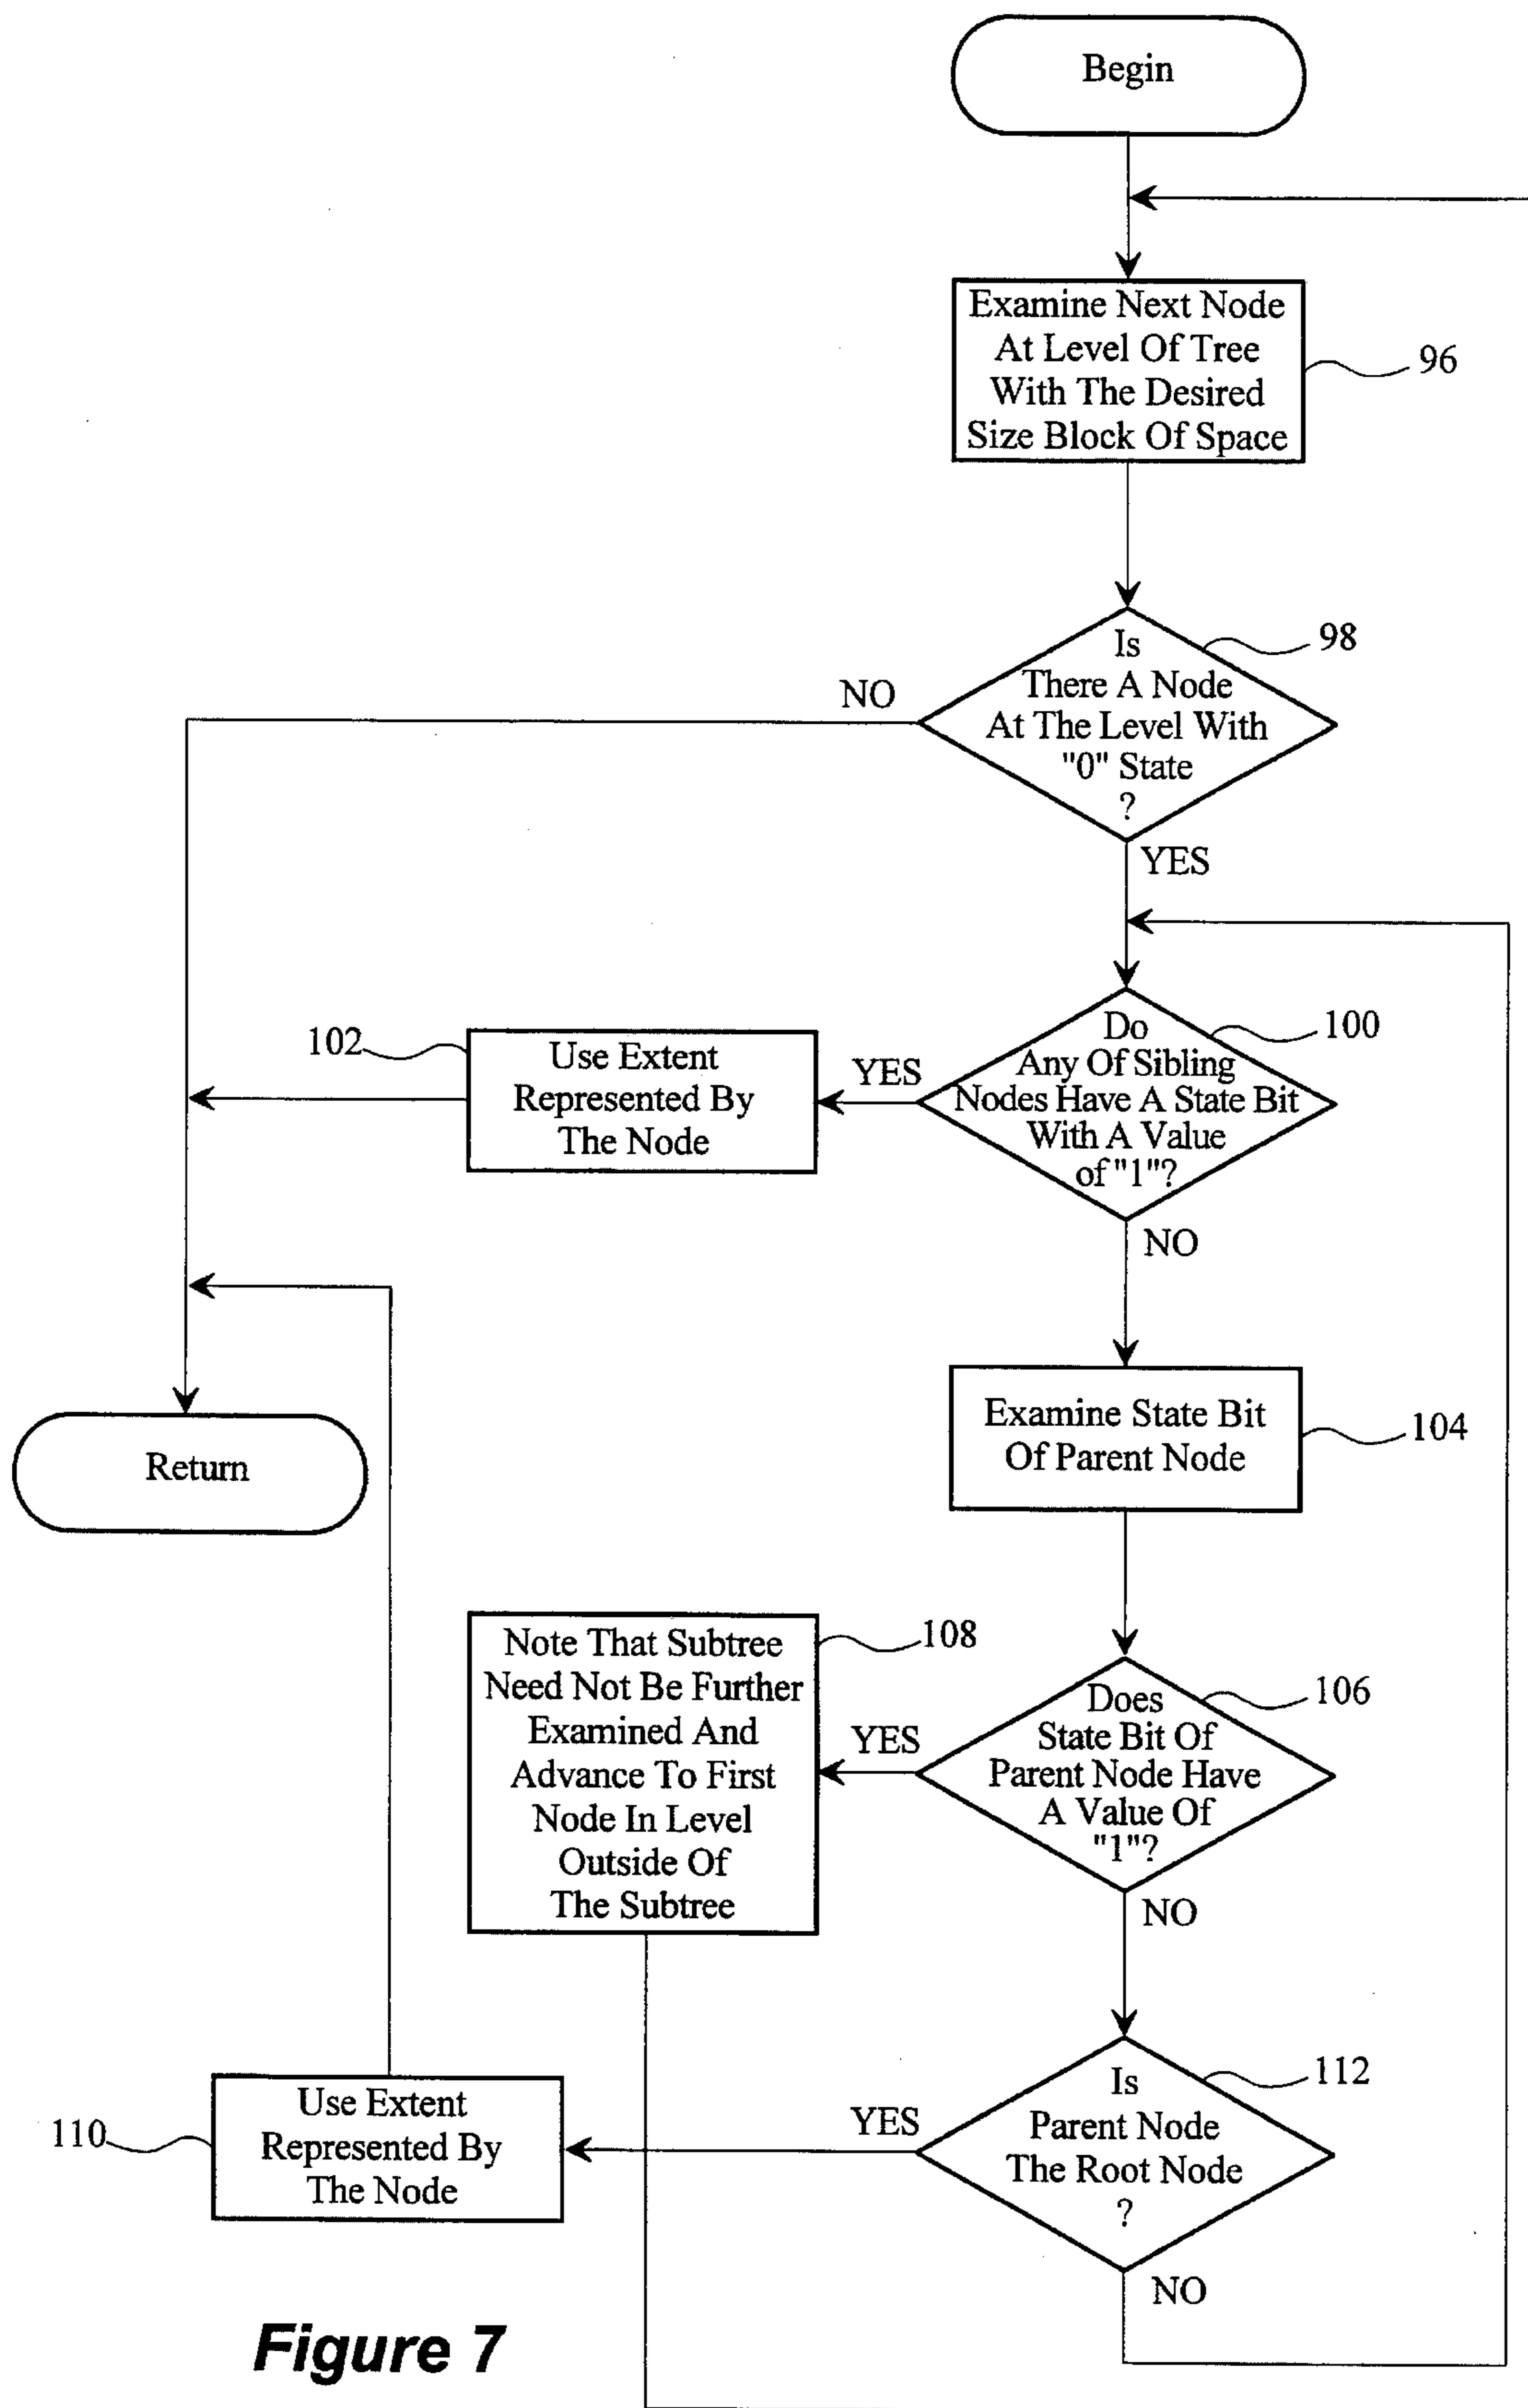 Begin
Examine Next Node
At Level Of Tree
With The Desired
Size Block Of Space
96
Is
There A Node
At The Level With
"0" State
?
98
NO
YES
Do
Any Of Sibling
Nodes Have A State Bit
With A Value
of "1"?
100
YES
102
Use Extent
Represented By
The Node
NO
Examine State Bit
Of Parent Node
104
Return
Does
State Bit Of
Parent Node Have
A Value Of
"1"?
106
YES
Note That Subtree
Need Not Be Further
Examined And
Advance To First
Node In Level
Outside Of
The Subtree
108
NO
Is
Parent Node
The Root Node
?
112
YES
Use Extent
Represented By
The Node
110
NO
Figure 7